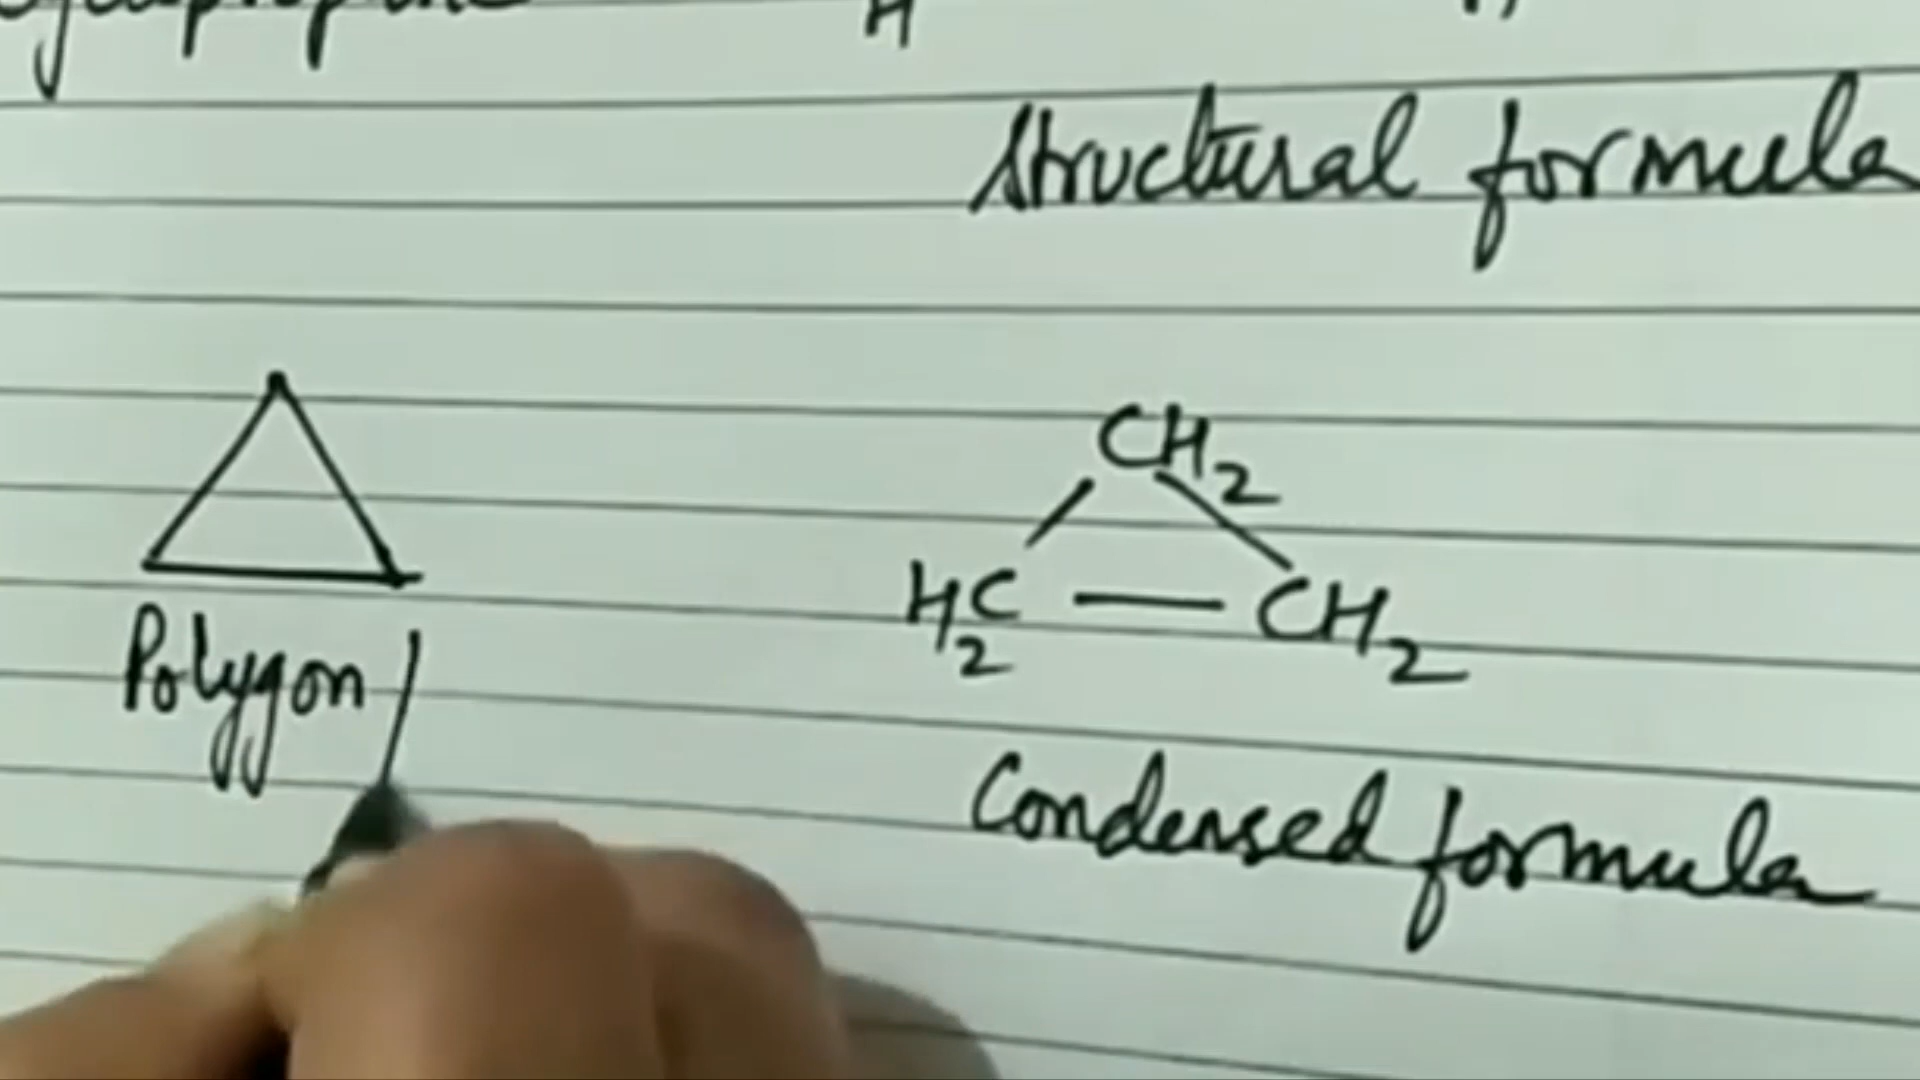 H
Structural formula
CH2
H2C — CH2
Polygon /
Condensed formula